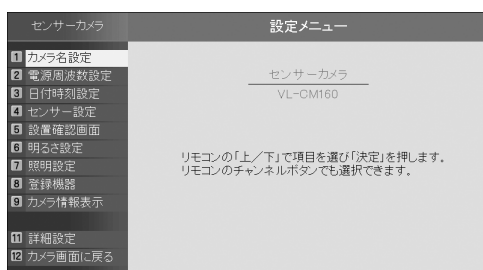 センサーカメラ
設定メニュー
1 カメラ名設定
2 電源周波数設定
3 日付時刻設定
4 センサー設定
5 設置確認画面
6 明るさ設定
7 照明設定
8 登録機器
9 カメラ情報表示
11 詳細設定
12 カメラ画面に戻る
センサーカメラ
VL-CM160
リモコンの「上／下」で項目を選び「決定」を押します。
リモコンのチャンネルボタンでも選択できます。